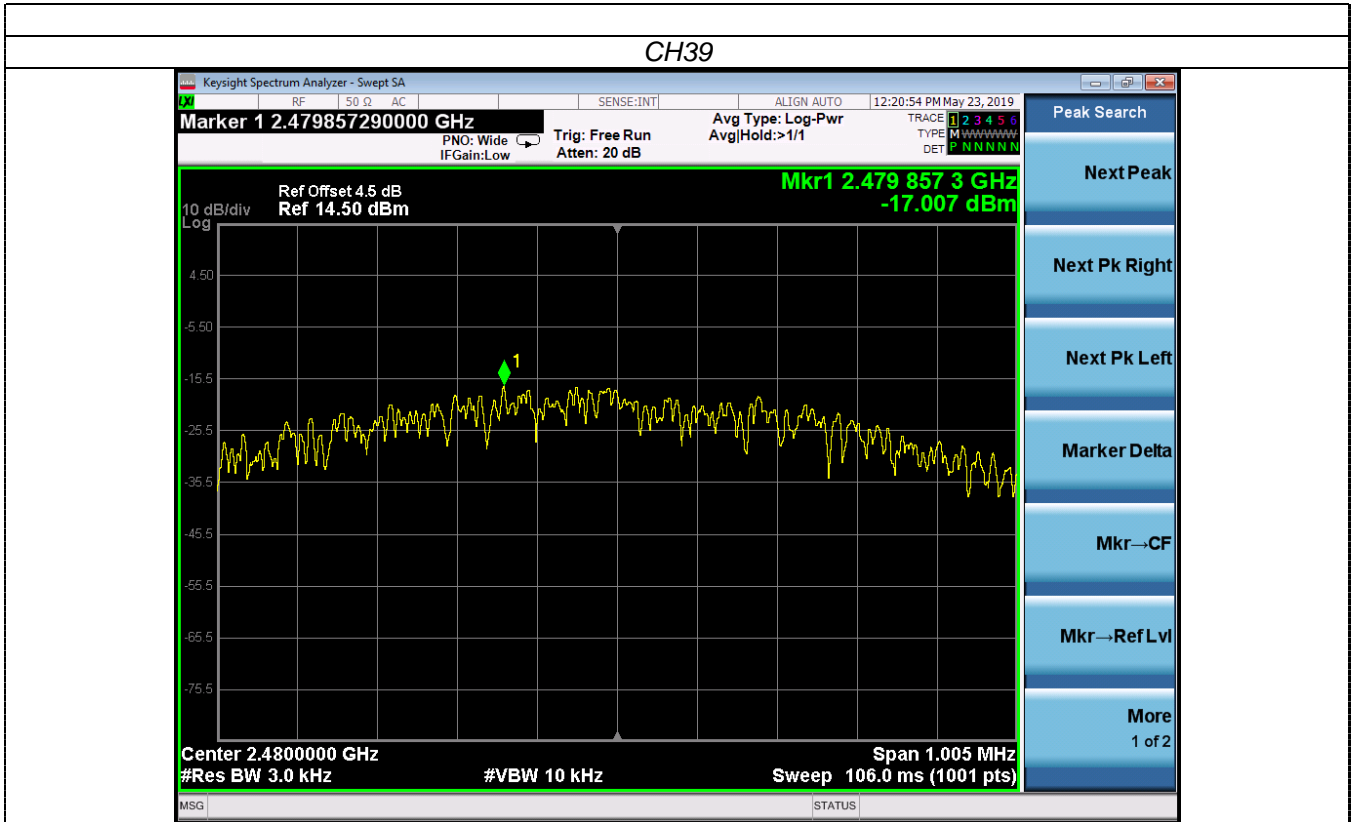 CH39
Keysight Spectrum Analyzer - Swept SA
LXI RF 50 Ω AC SENSE:INT ALIGN AUTO 12:20:54 PM May 23, 2019
Marker 1 2.479857290000 GHz
PNO: Wide
IFGain:Low
Trig: Free Run
Atten: 20 dB
Avg Type: Log-Pwr
Avg|Hold:>1/1
TRACE 1 2 3 4 5 6
TYPE M WWWWW
DET P N N N N N
Peak Search
Next Peak
Next Pk Right
Next Pk Left
Marker Delta
Mkr→CF
Mkr→Ref Lvl
More
1 of 2
Mkr1 2.479 857 3 GHz
-17.007 dBm
Ref Offset 4.5 dB
10 dB/div Ref 14.50 dBm
Log
4.50
-5.50
-15.5
-25.5
-35.5
-45.5
-55.5
-65.5
-75.5
1
Center 2.4800000 GHz Span 1.005 MHz
#Res BW 3.0 kHz #VBW 10 kHz Sweep 106.0 ms (1001 pts)
MSG STATUS